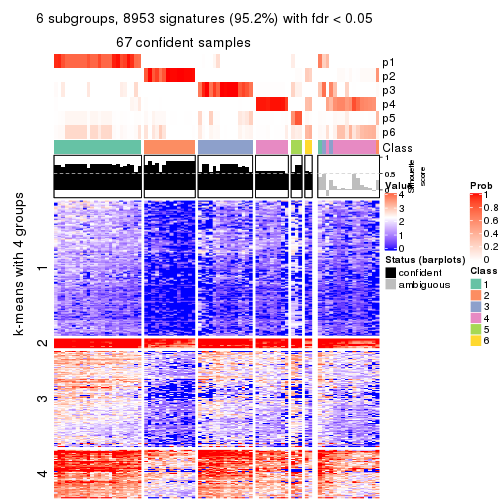 6 subgroups, 8953 signatures (95.2%) with fdr < 0.05
67 confident samples
p1
p2
p3
p4
p5
p6
Class
1
0.5
0
Silhouette
score
k-means with 4 groups
1
2
3
4
Value
4
3
2
1
0
Status (barplots)
confident
ambiguous
Prob
1
0.8
0.6
0.4
0.2
0
Class
1
2
3
4
5
6